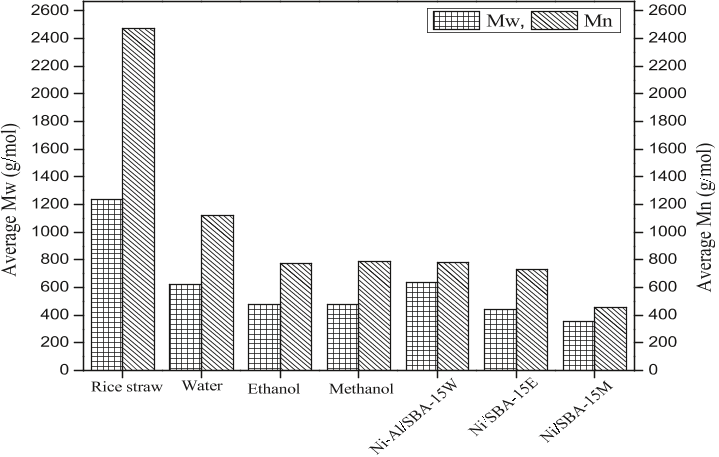 Mw, Mn
Average Mw (g/mol)
2600
2400
2200
2000
1800
1600
1400
1200
1000
800
600
400
200
0
2600
2400
2200
2000
1800
1600
1400
1200
1000
800
600
400
200
0
Average Mn (g/mol)
Rice straw
Water
Ethanol
Methanol
Ni-Al/SBA-15W
Ni/SBA-15E
Ni/SBA-15M